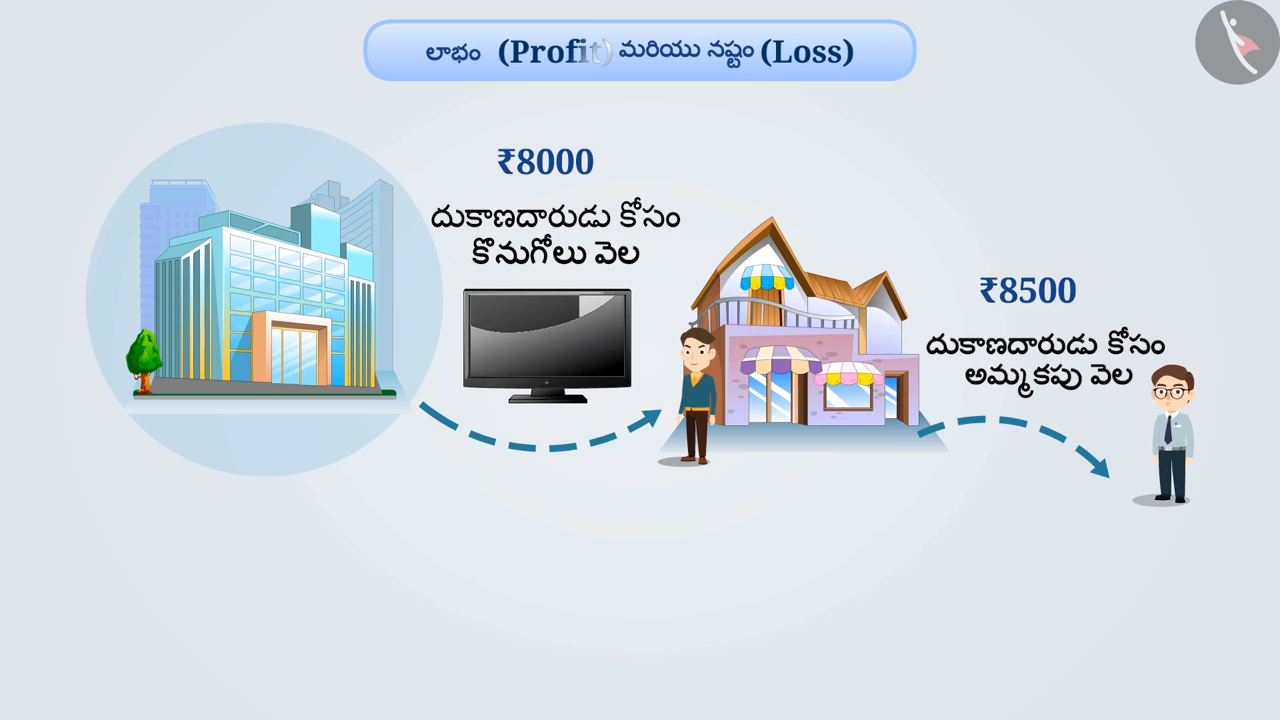 లాభం (Profit) మరియు నష్టం (Loss)
₹8000
దుకాణదారుడు కోసం
కొనుగోలు వెల
₹8500
దుకాణదారుడు కోసం
అమ్మకపు వెల